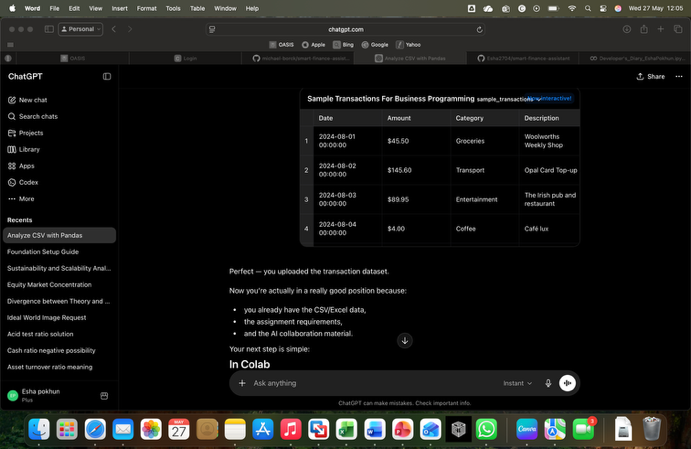 Word File Edit View Insert Format Tools Table Window Help Wed 27 May 12:05
Personal chatgpt.com
OASIS Apple Bing Google Yahoo
OASIS Login Analyze CSV with Pandas
ChatGPT Share
New chat
Search chats
Projects
Library
Apps
Codex
More
Recents
Analyze CSV with Pandas
Foundation Setup Guide
Sustainability and Scalability Anal...
Equity Market Concentration
Divergence between Theory and ...
Ideal World Image Request
Acid test ratio solution
Cash ratio negative possibility
Asset turnover ratio meaning
Esha pokhun
Plus
Sample Transactions For Business Programming sample_transactions
Date Amount Category Description
1 2024-08-01 00:00:00 $45.50 Groceries Woolworths Weekly Shop
2 2024-08-02 00:00:00 $145.60 Transport Opal Card Top-up
3 2024-08-03 00:00:00 $89.95 Entertainment The Irish pub and restaurant
4 2024-08-04 00:00:00 $4.00 Coffee Café lux
Perfect — you uploaded the transaction dataset.
Now you're actually in a really good position because:
• you already have the CSV/Excel data,
• the assignment requirements,
• and the AI collaboration material.
Your next step is simple:
In Colab
Ask anything Instant
ChatGPT can make mistakes. Check important info.
MAY
27
3